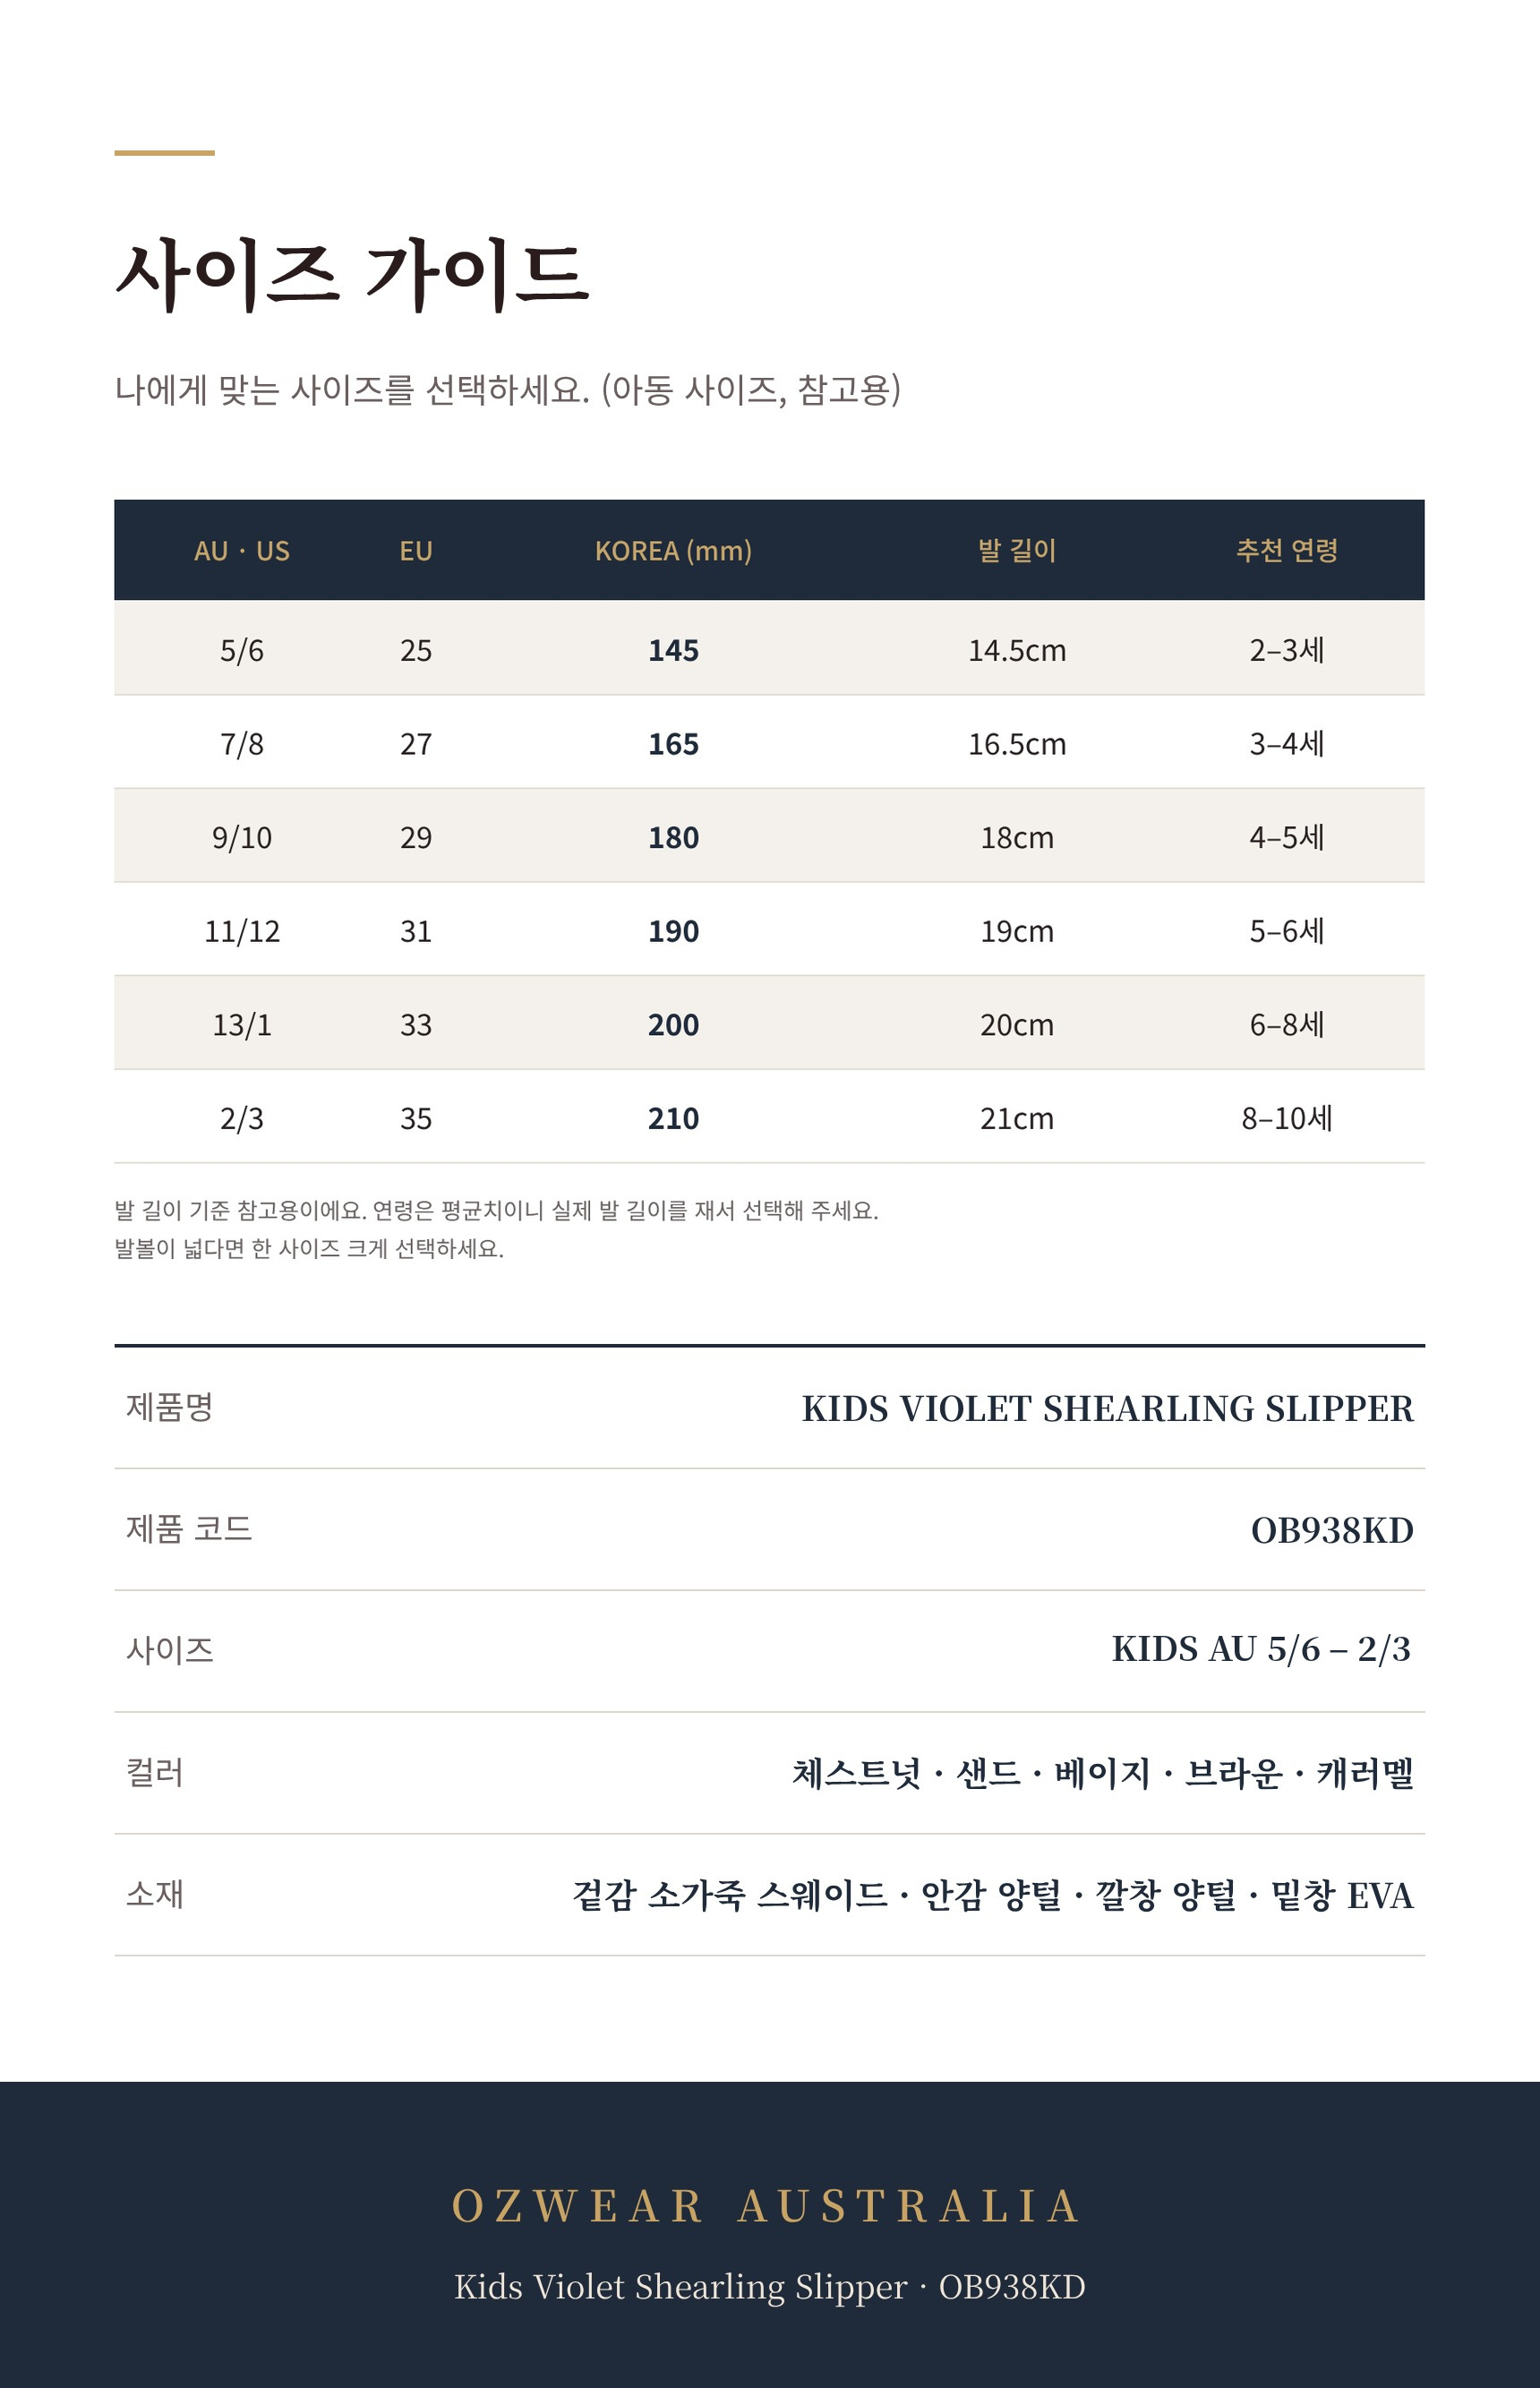 사이즈 가이드
나에게 맞는 사이즈를 선택하세요. (아동 사이즈, 참고용)
AU · US EU KOREA (mm) 발 길이 추천 연령
5/6 25 145 14.5cm 2–3세
7/8 27 165 16.5cm 3–4세
9/10 29 180 18cm 4–5세
11/12 31 190 19cm 5–6세
13/1 33 200 20cm 6–8세
2/3 35 210 21cm 8–10세
발 길이 기준 참고용이에요. 연령은 평균치이니 실제 발 길이를 재서 선택해 주세요.
발볼이 넓다면 한 사이즈 크게 선택하세요.
제품명 KIDS VIOLET SHEARLING SLIPPER
제품 코드 OB938KD
사이즈 KIDS AU 5/6 – 2/3
컬러 체스트넛 · 샌드 · 베이지 · 브라운 · 캐러멜
소재 겉감 소가죽 스웨이드 · 안감 양털 · 깔창 양털 · 밑창 EVA
OZWEAR AUSTRALIA
Kids Violet Shearling Slipper · OB938KD